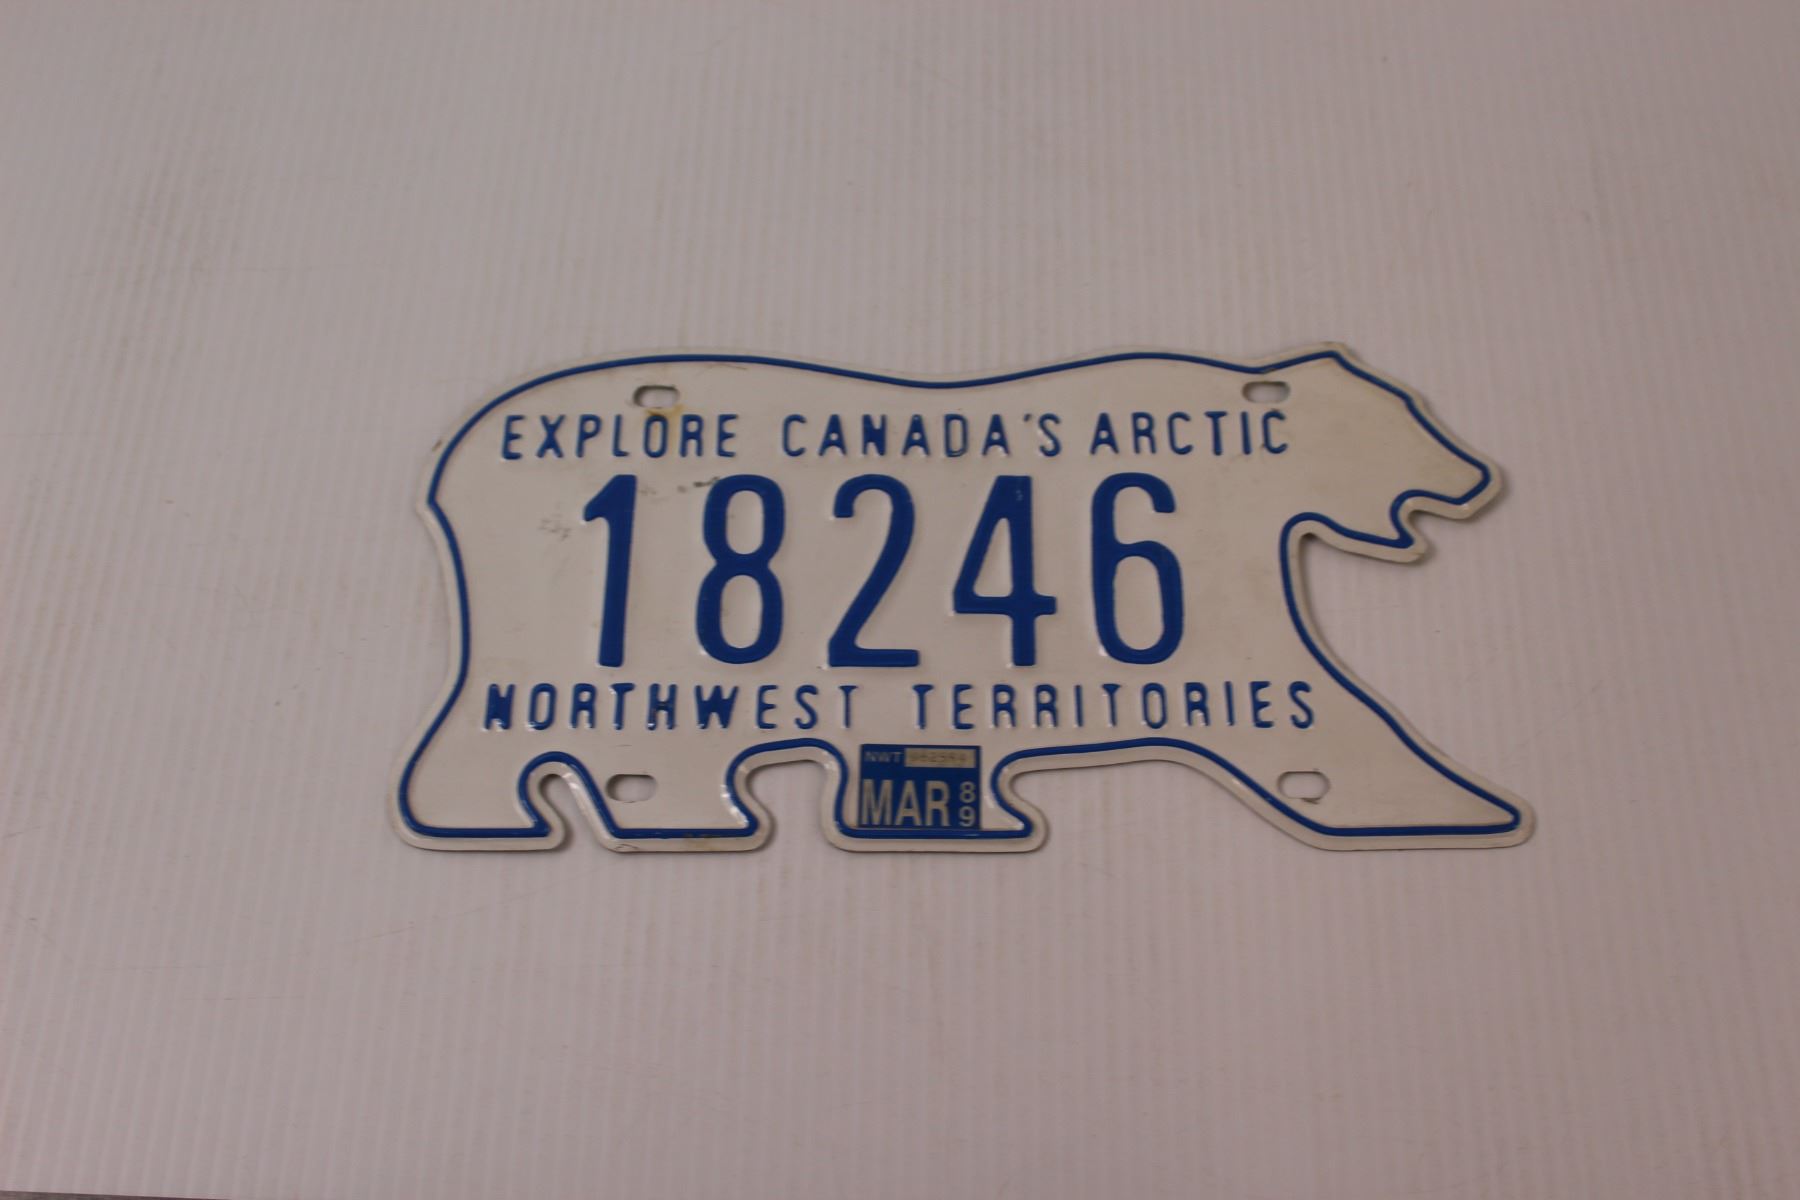 EXPLORE CANADA'S ARCTIC
18246
NORTHWEST TERRITORIES
NWT
MAR 89